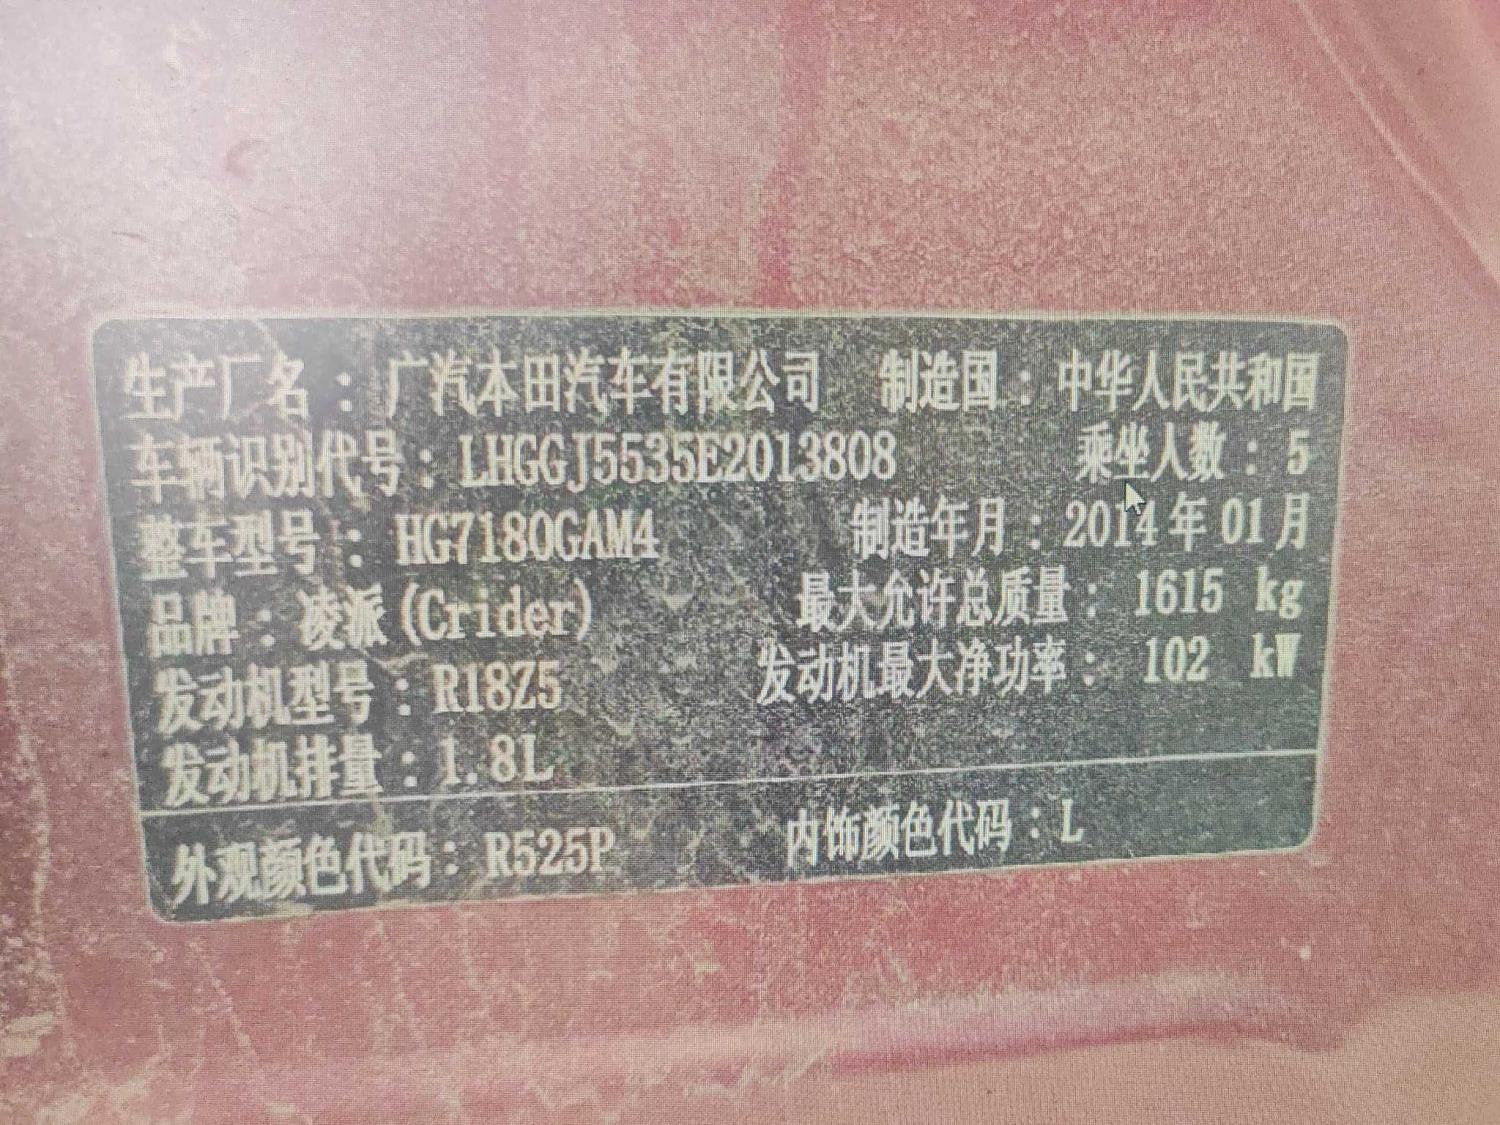 生产厂名：广汽本田汽车有限公司 制造国：中华人民共和国
车辆识别代号：LHGGJ5535E2013808 乘坐人数：5
整车型号：HG7180GAM4 制造年月：2014年01月
品牌：凌派(Crider) 最大允许总质量：1615 kg
发动机型号：R18Z5 发动机最大净功率：102 kW
发动机排量：1.8L
外观颜色代码：R525P 内饰颜色代码：L